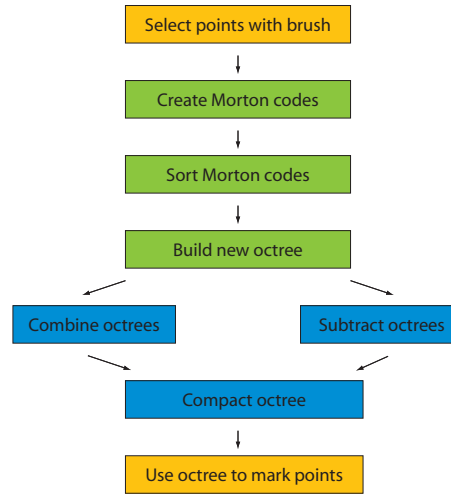 Select points with brush
Create Morton codes
Sort Morton codes
Build new octree
Combine octrees
Subtract octrees
Compact octree
Use octree to mark points